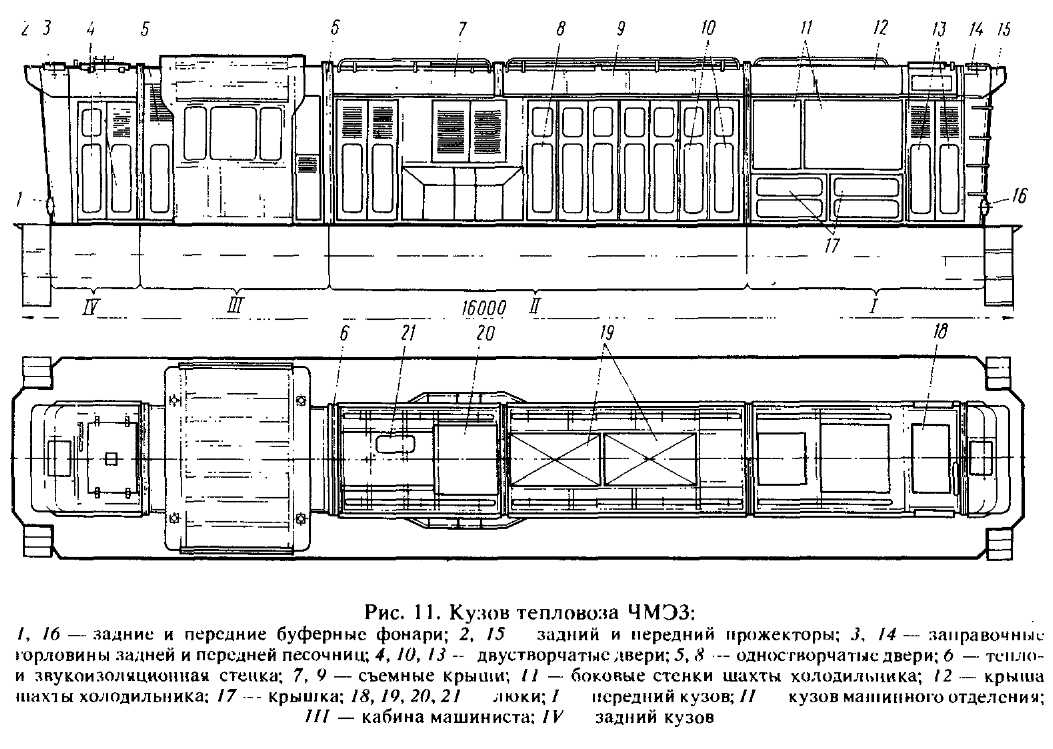 2 3 4 5 6 7 8 9 10 11 12 13 14 15
1 16
17
IV III II I
16000
6 21 20 19 18
Рис. 11. Кузов тепловоза ЧМЭ3:
1, 16 — задние и передние буферные фонари; 2, 15 задний и передний прожекторы; 3, 14 — заправочные
горловины задней и передней песочниц; 4, 10, 13 -- двустворчатые двери; 5, 8 -- одностворчатые двери; 6 — тепло-
и звукоизоляционная стенка; 7, 9 — съемные крыши; 11 — боковые стенки шахты холодильника; 12 — крыша
шахты холодильника; 17 -- крышка; 18, 19, 20, 21 люки; I передний кузов; II кузов машинного отделения;
III — кабина машиниста; IV задний кузов